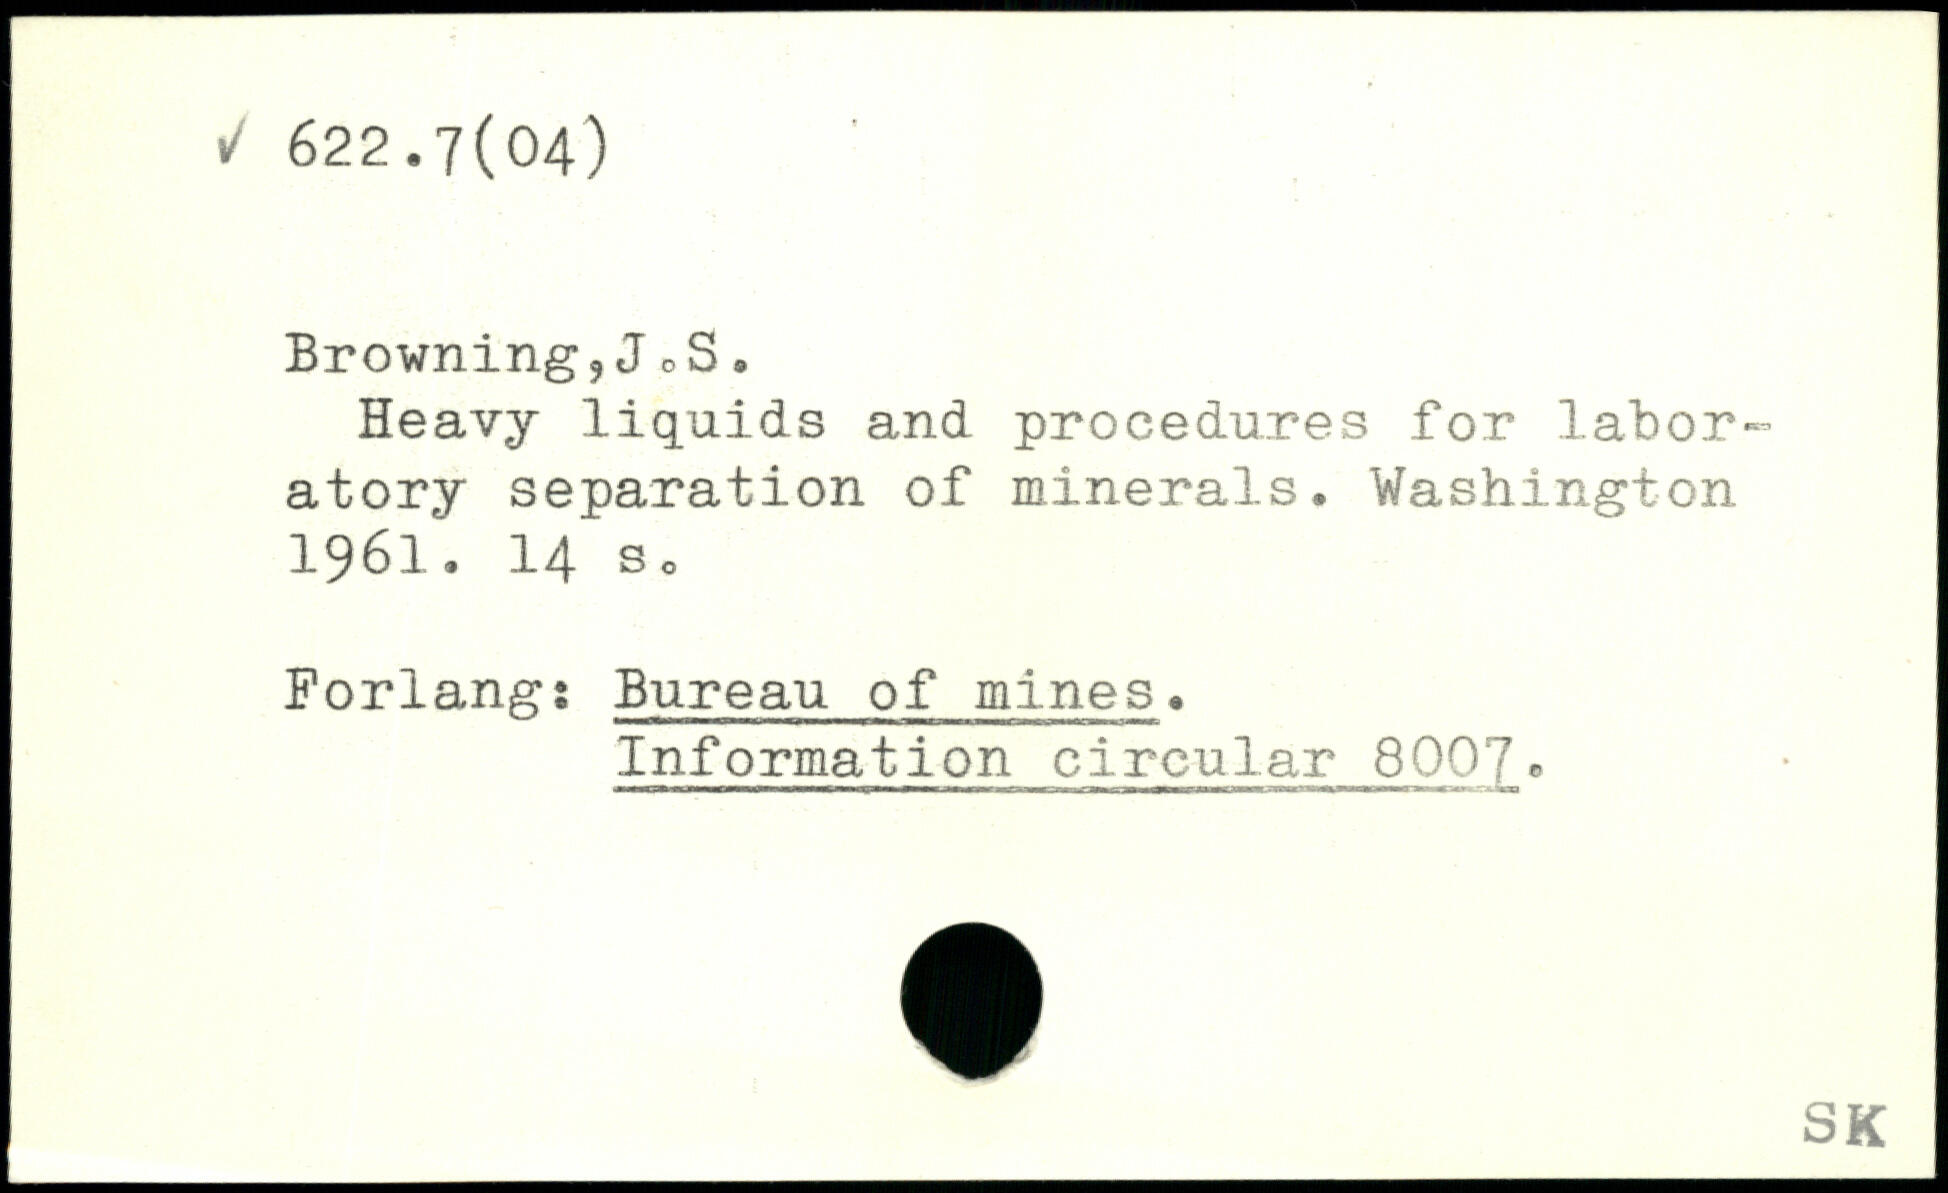 ✓ 622.7(04)
Browning,J.S.
Heavy liquids and procedures for labor-
atory separation of minerals. Washington
1961. 14 s.
Forlang: Bureau of mines.
Information circular 8007.
SK